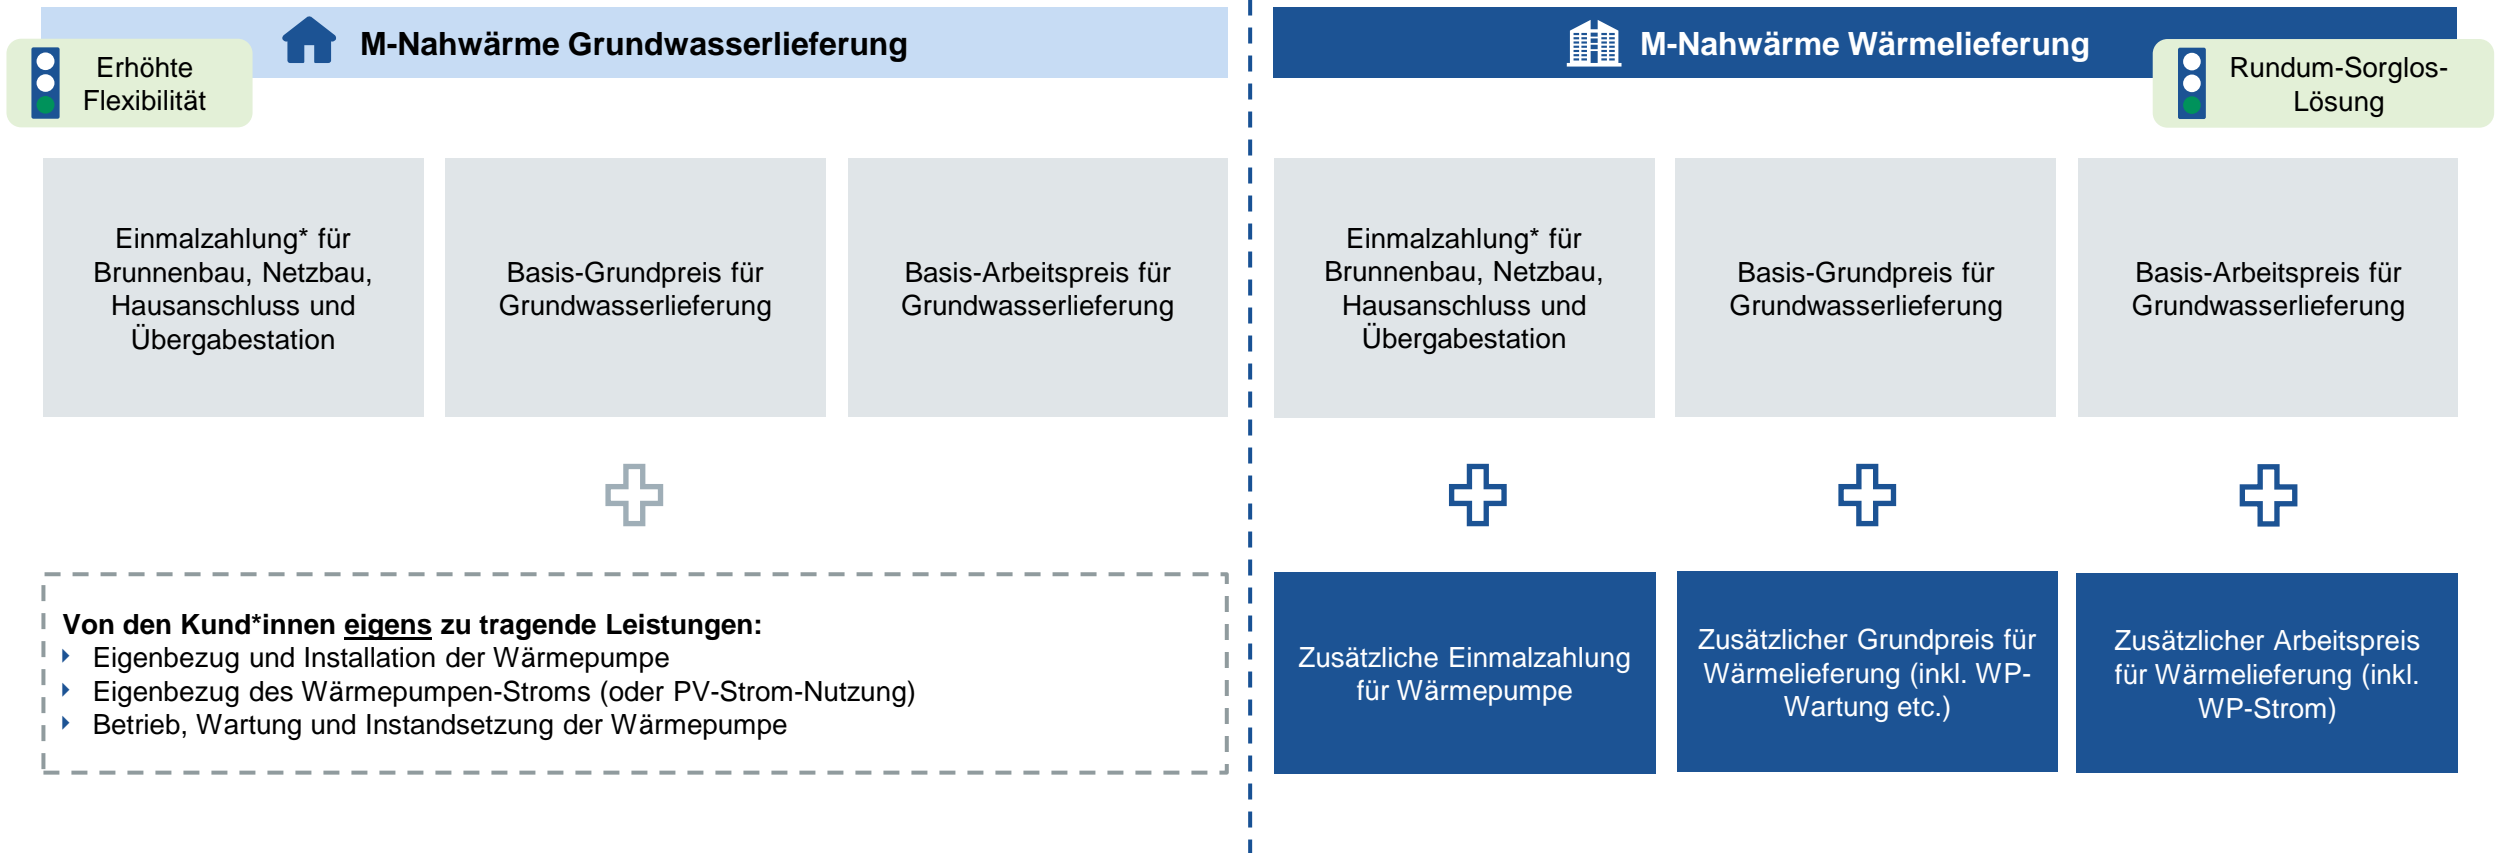 M-Nahwärme Grundwasserlieferung
Erhöhte
Flexibilität
Einmalzahlung* für
Brunnenbau, Netzbau,
Hausanschluss und
Übergabestation
Basis-Grundpreis für
Grundwasserlieferung
Basis-Arbeitspreis für
Grundwasserlieferung
Von den Kund*innen eigens zu tragende Leistungen:
Eigenbezug und Installation der Wärmepumpe
Eigenbezug des Wärmepumpen-Stroms (oder PV-Strom-Nutzung)
Betrieb, Wartung und Instandsetzung der Wärmepumpe
M-Nahwärme Wärmelieferung
Rundum-Sorglos-
Lösung
Einmalzahlung* für
Brunnenbau, Netzbau,
Hausanschluss und
Übergabestation
Basis-Grundpreis für
Grundwasserlieferung
Basis-Arbeitspreis für
Grundwasserlieferung
Zusätzliche Einmalzahlung
für Wärmepumpe
Zusätzlicher Grundpreis für
Wärmelieferung (inkl. WP-
Wartung etc.)
Zusätzlicher Arbeitspreis
für Wärmelieferung (inkl.
WP-Strom)